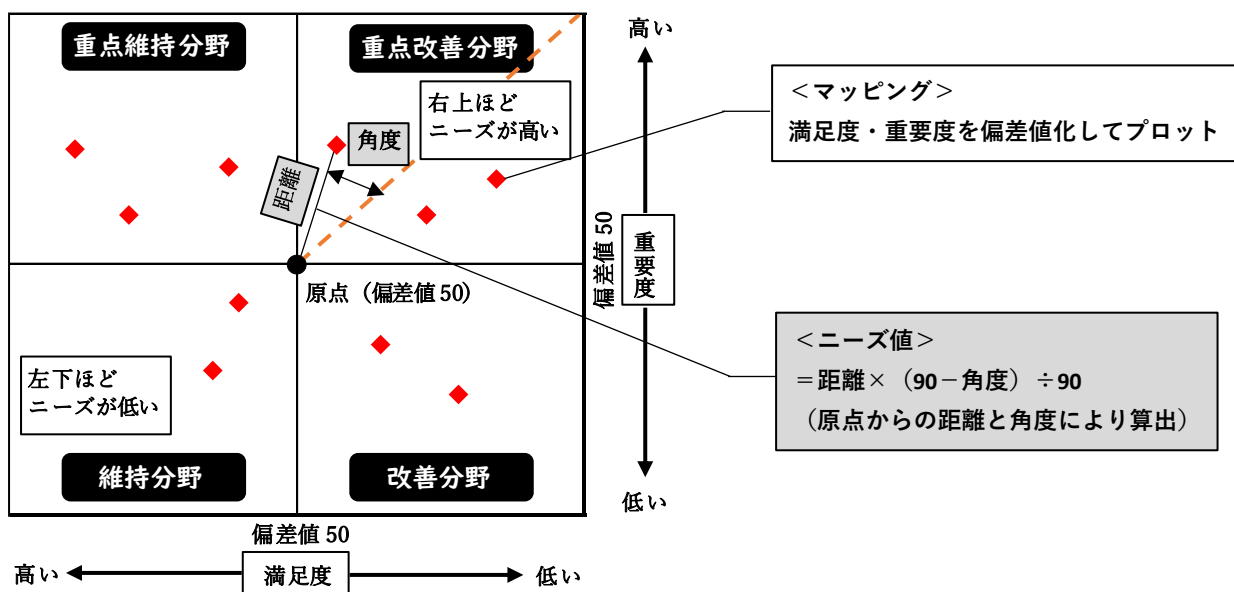 重点維持分野
重点改善分野
高い
右上ほど
ニーズが高い
角度
距離
＜マッピング＞
満足度・重要度を偏差値化してプロット
偏差値 50
重要度
原点（偏差値 50）
左下ほど
ニーズが低い
＜ニーズ値＞
＝距離×（90－角度）÷90
（原点からの距離と角度により算出）
維持分野
改善分野
低い
偏差値 50
高い
満足度
低い